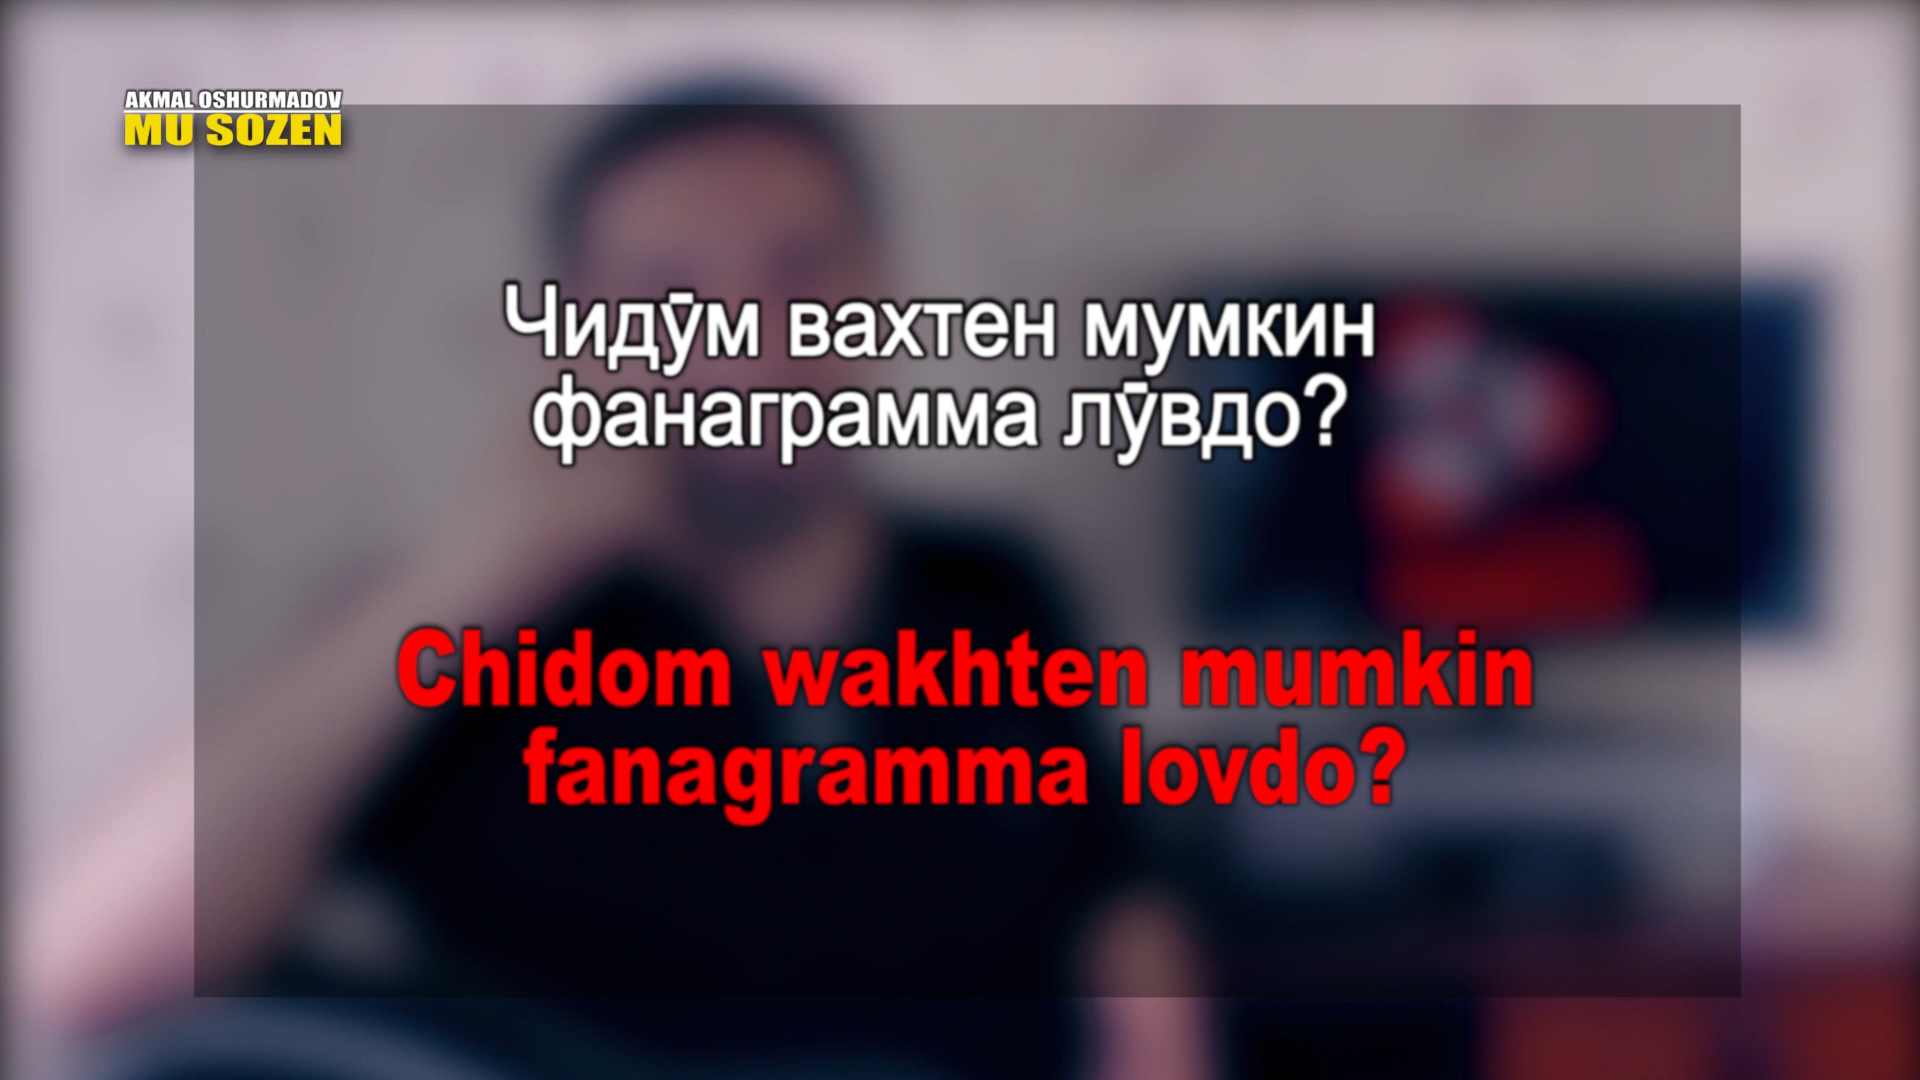 AKMAL OSHURMADOV
MU SOZEN
Чидӯм вахтен мумкин
фанаграмма лӯвдо?
Chidom wakhten mumkin
fanagramma lovdo?